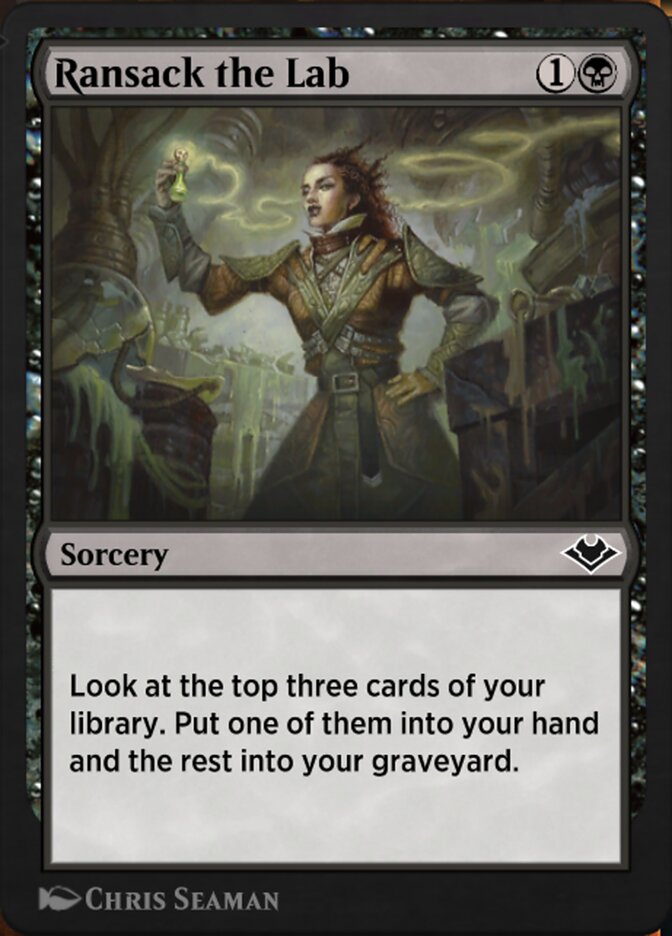 Ransack the Lab 1
Sorcery
Look at the top three cards of your
library. Put one of them into your hand
and the rest into your graveyard.
Chris Seaman